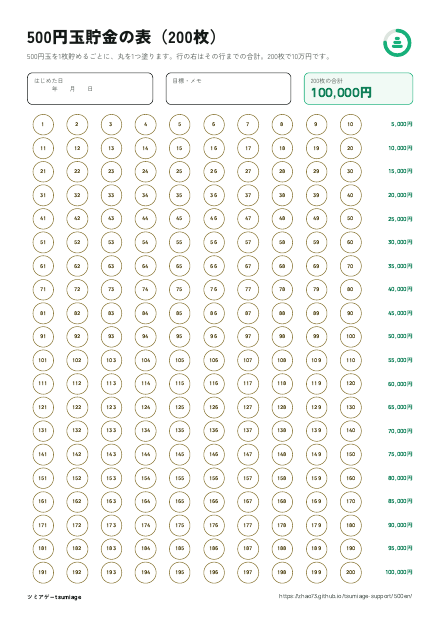 500円玉貯金の表（200枚）
500円玉を1枚貯めるごとに、丸を1つ塗ります。行の右はその行までの合計。200枚で10万円です。
はじめた日
年 月 日
目標・メモ
200枚の合計
100,000円
1 2 3 4 5 6 7 8 9 10 5,000円
11 12 13 14 15 16 17 18 19 20 10,000円
21 22 23 24 25 26 27 28 29 30 15,000円
31 32 33 34 35 36 37 38 39 40 20,000円
41 42 43 44 45 46 47 48 49 50 25,000円
51 52 53 54 55 56 57 58 59 60 30,000円
61 62 63 64 65 66 67 68 69 70 35,000円
71 72 73 74 75 76 77 78 79 80 40,000円
81 82 83 84 85 86 87 88 89 90 45,000円
91 92 93 94 95 96 97 98 99 100 50,000円
101 102 103 104 105 106 107 108 109 110 55,000円
111 112 113 114 115 116 117 118 119 120 60,000円
121 122 123 124 125 126 127 128 129 130 65,000円
131 132 133 134 135 136 137 138 139 140 70,000円
141 142 143 144 145 146 147 148 149 150 75,000円
151 152 153 154 155 156 157 158 159 160 80,000円
161 162 163 164 165 166 167 168 169 170 85,000円
171 172 173 174 175 176 177 178 179 180 90,000円
181 182 183 184 185 186 187 188 189 190 95,000円
191 192 193 194 195 196 197 198 199 200 100,000円
ツミアゲーtsumiage
https://zhao73.github.io/tsumiage-support/500en/